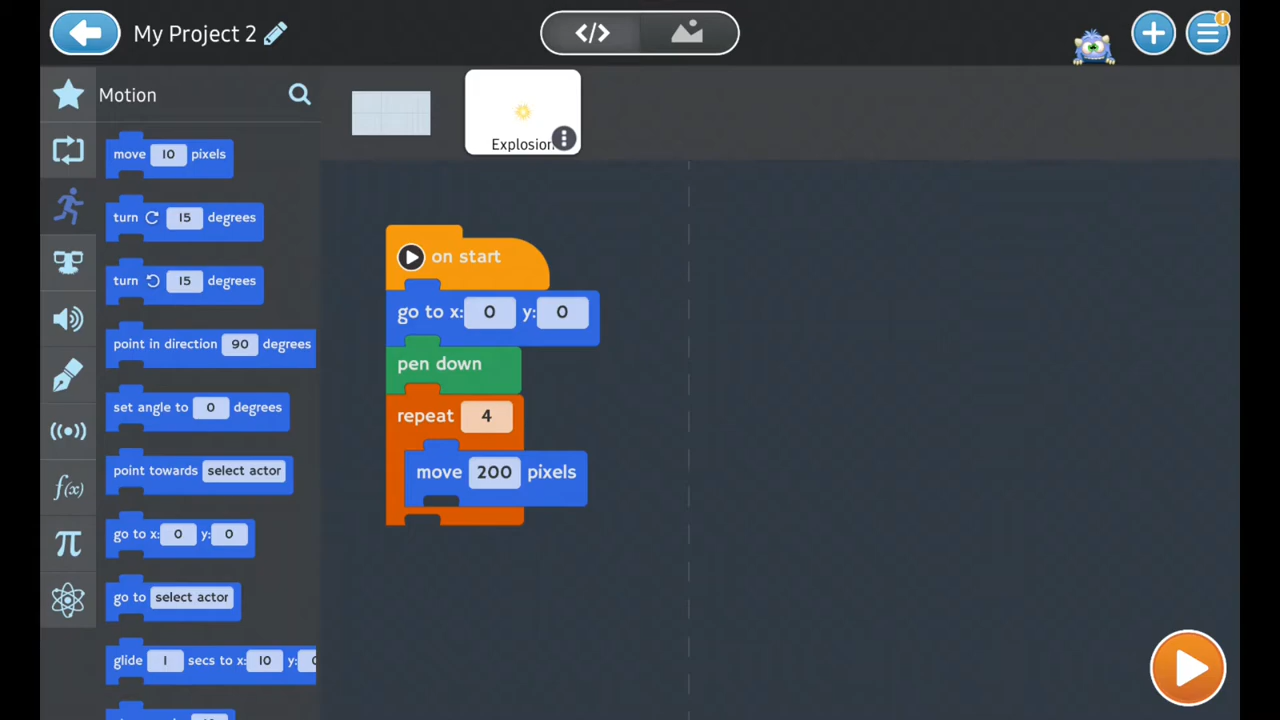 My Project 2
</>
Motion
Explosion
move 10 pixels
turn 15 degrees
turn 15 degrees
point in direction 90 degrees
set angle to 0 degrees
point towards select actor
go to x: 0 y: 0
go to select actor
glide 1 secs to x: 10 y:
f(x)
π
on start
go to x: 0 y: 0
pen down
repeat 4
move 200 pixels